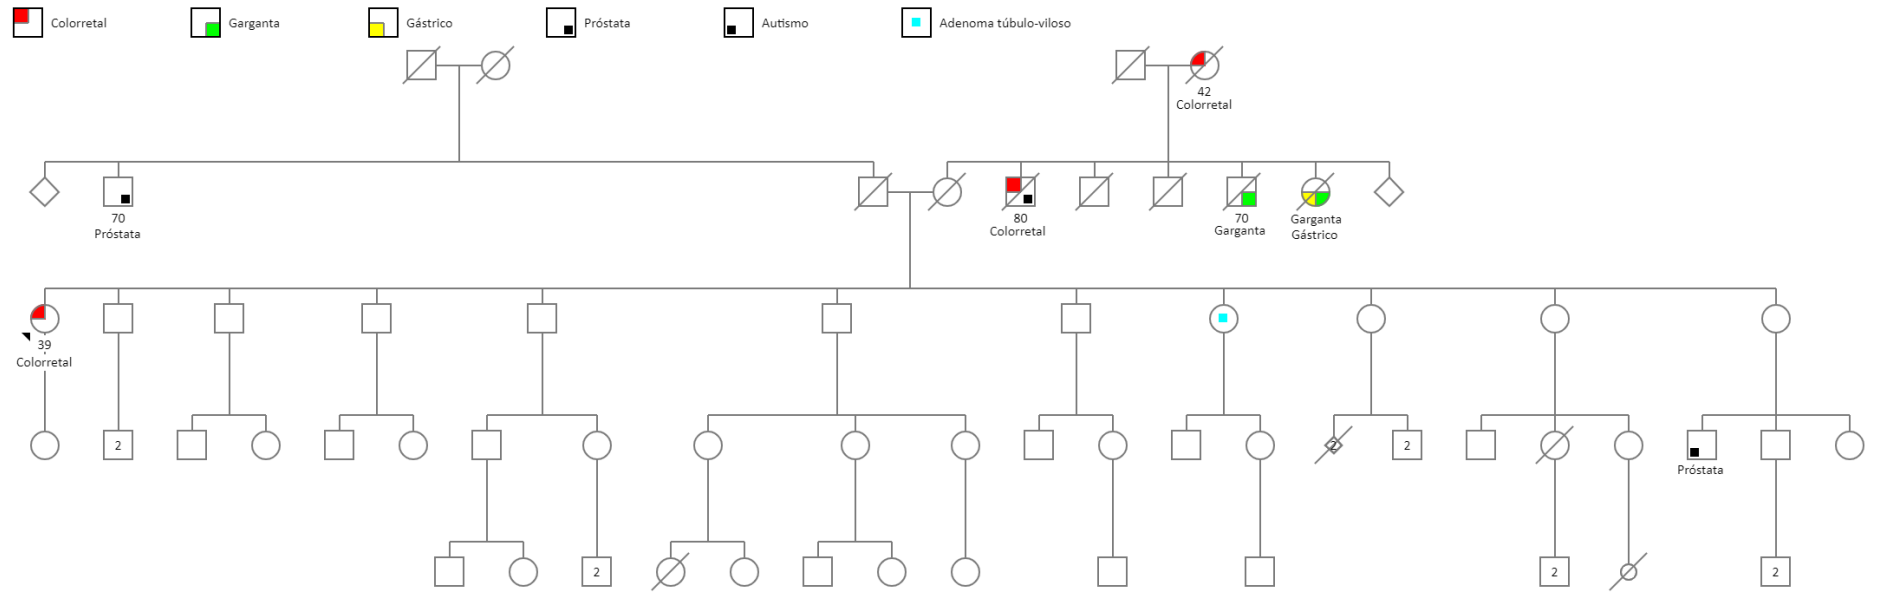 Colorretal
Garganta
Gástrico
Próstata
Autismo
Adenoma túbulo-viloso
42
Colorretal
70
Próstata
80
Colorretal
70
Garganta
Garganta
Gástrico
39
Colorretal
2
2
2
Próstata
2
2
2